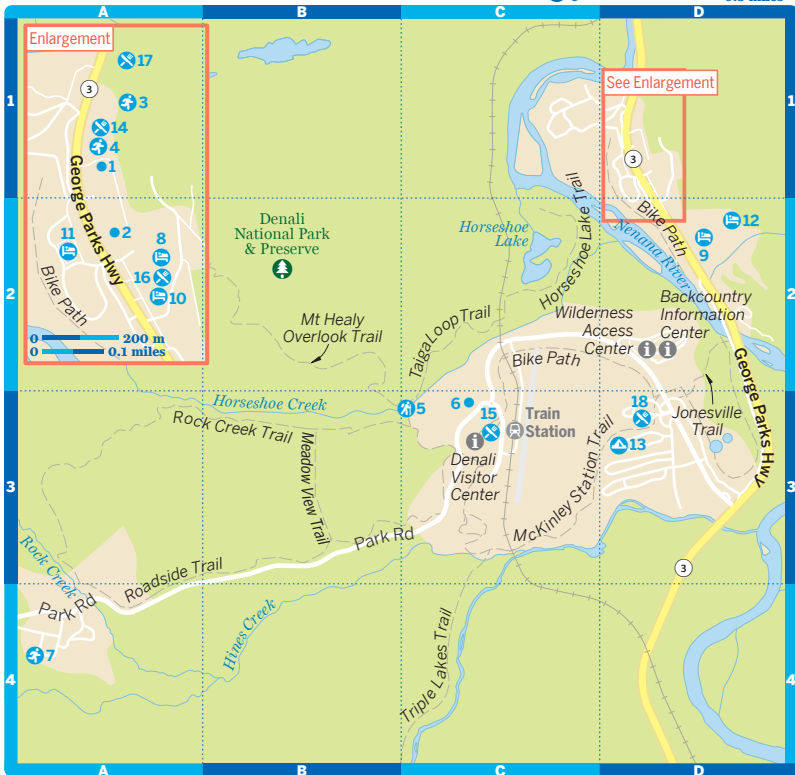 A
B
C
D
Enlargement
17
3
3
14
4
1
George Parks Hwy
11
2
8
16
10
Bike Path
0 200 m
0 0.1 miles
1
1
See Enlargement
3
Denali
National Park
& Preserve
Horseshoe
Lake
Horseshoe Lake Trail
Bike Path
Nenana River
12
9
2
2
Mt Healy
Overlook Trail
Taiga Loop Trail
Wilderness
Access
Center
Backcountry
Information
Center
Bike Path
George Parks Hwy
Horseshoe Creek
5
6
15
Train
Station
18
Jonesville
Trail
13
Rock Creek Trail
Meadow View Trail
Denali
Visitor
Center
McKinley Station Trail
3
3
Park Rd
3
Rock Creek
Roadside Trail
Park Rd
Hines Creek
Triple Lakes Trail
7
4
4
A
B
C
D